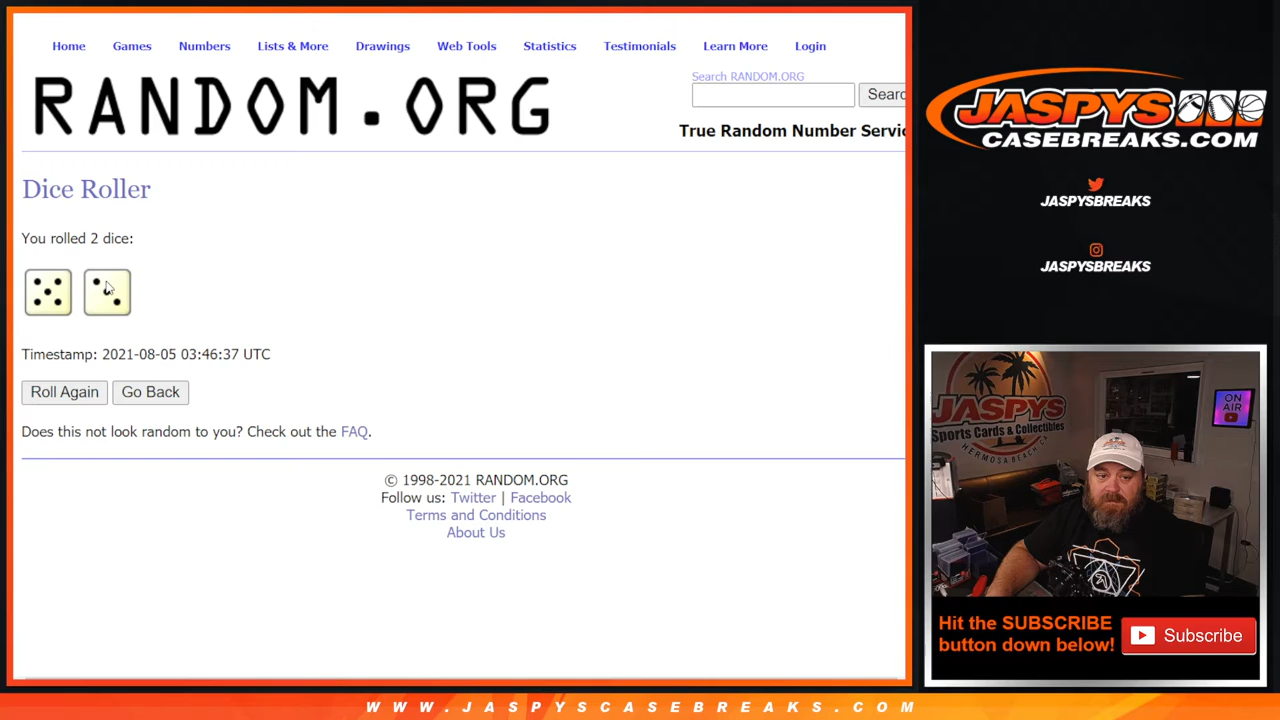 Home Games Numbers Lists & More Drawings Web Tools Statistics Testimonials Learn More Login
RANDOM.ORG
Search RANDOM.ORG
Searc
True Random Number Servic
Dice Roller
You rolled 2 dice:
Timestamp: 2021-08-05 03:46:37 UTC
Roll Again Go Back
Does this not look random to you? Check out the FAQ.
© 1998-2021 RANDOM.ORG
Follow us: Twitter | Facebook
Terms and Conditions
About Us
JASPYS
CASEBREAKS.COM
JASPYSBREAKS
JASPYSBREAKS
JASPYS
Sports Cards & Collectibles
HERMOSA BEACH CA
ON
AIR
Hit the SUBSCRIBE
button down below!
Subscribe
WWW.JASPYSCASEBREAKS.COM